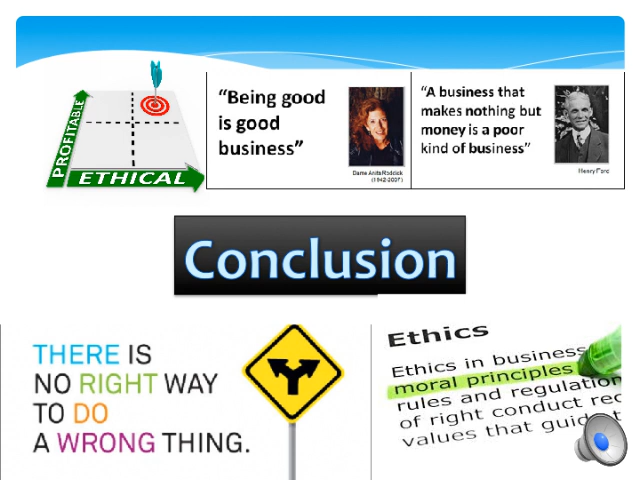 PROFITABLE
ETHICAL
“Being good
is good
business”
Dame Anita Roddick
(1942-2007)
“A business that
makes nothing but
money is a poor
kind of business”
Henry Ford
Conclusion
THERE IS
NO RIGHT WAY
TO DO
A WRONG THING.
Ethics
Ethics in business
moral principles
rules and regulation
of right conduct rec
values that guid t